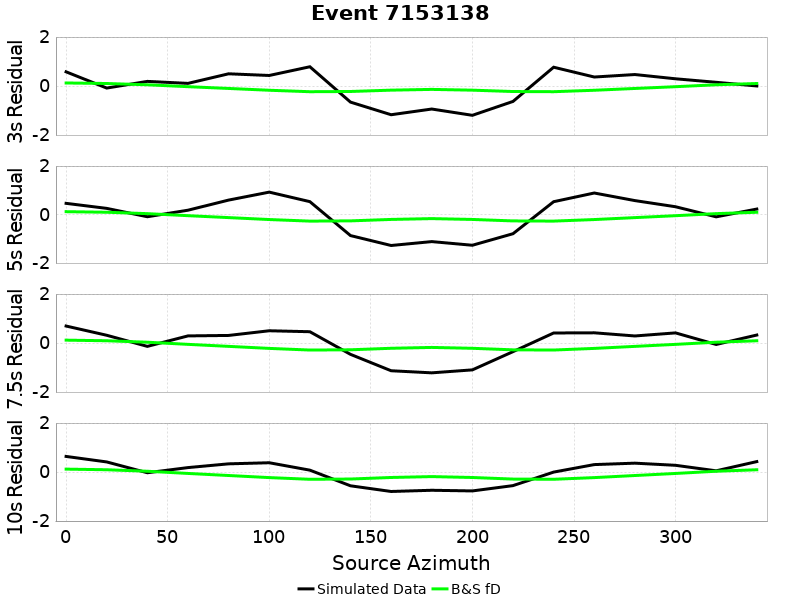 Event 7153138
3s Residual
2
0
-2
5s Residual
2
0
-2
7.5s Residual
2
0
-2
10s Residual
2
0
-2
0 50 100 150 200 250 300
Source Azimuth
Simulated Data B&S fD